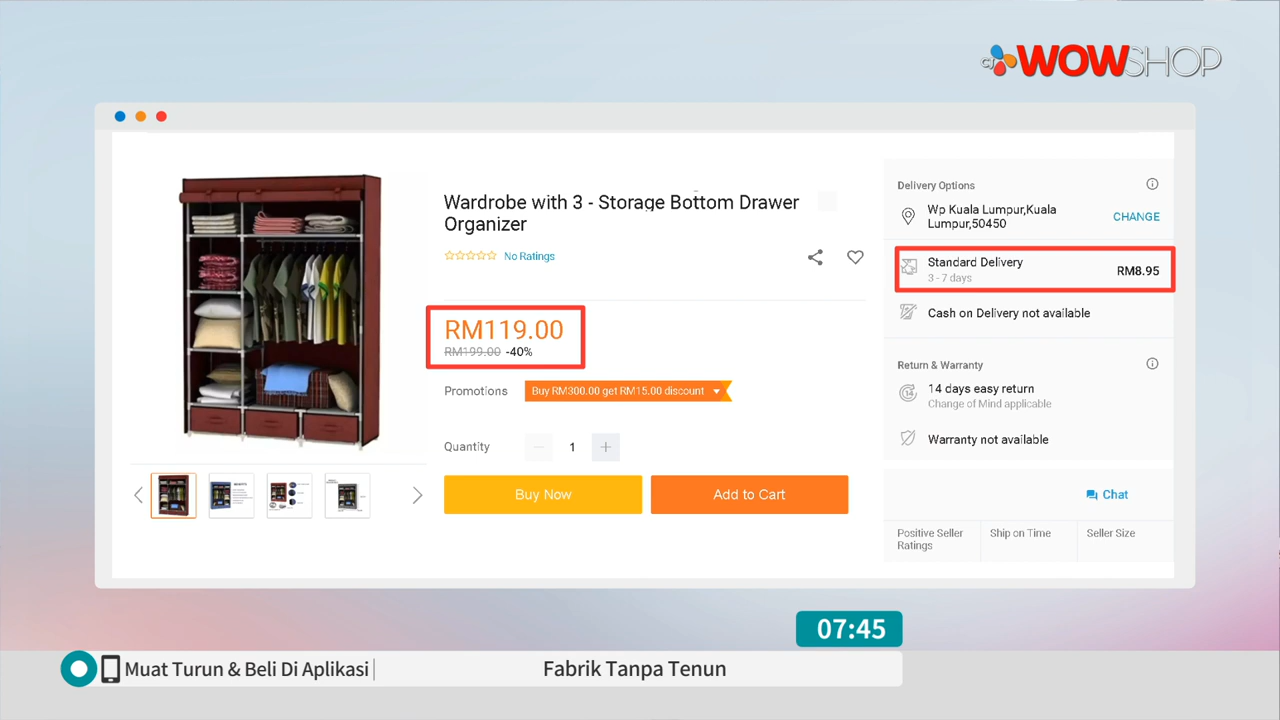 CJ WOWSHOP
Wardrobe with 3 - Storage Bottom Drawer
Organizer
No Ratings
RM119.00
RM199.00 -40%
Promotions
Buy RM300.00 get RM15.00 discount
Quantity
1
Buy Now
Add to Cart
Delivery Options
Wp Kuala Lumpur,Kuala
Lumpur,50450
CHANGE
Standard Delivery
3 - 7 days
RM8.95
Cash on Delivery not available
Return & Warranty
14 days easy return
14
Change of Mind applicable
Warranty not available
Chat
Positive Seller
Ratings
Ship on Time
Seller Size
07:45
Muat Turun & Beli Di Aplikasi
Fabrik Tanpa Tenun